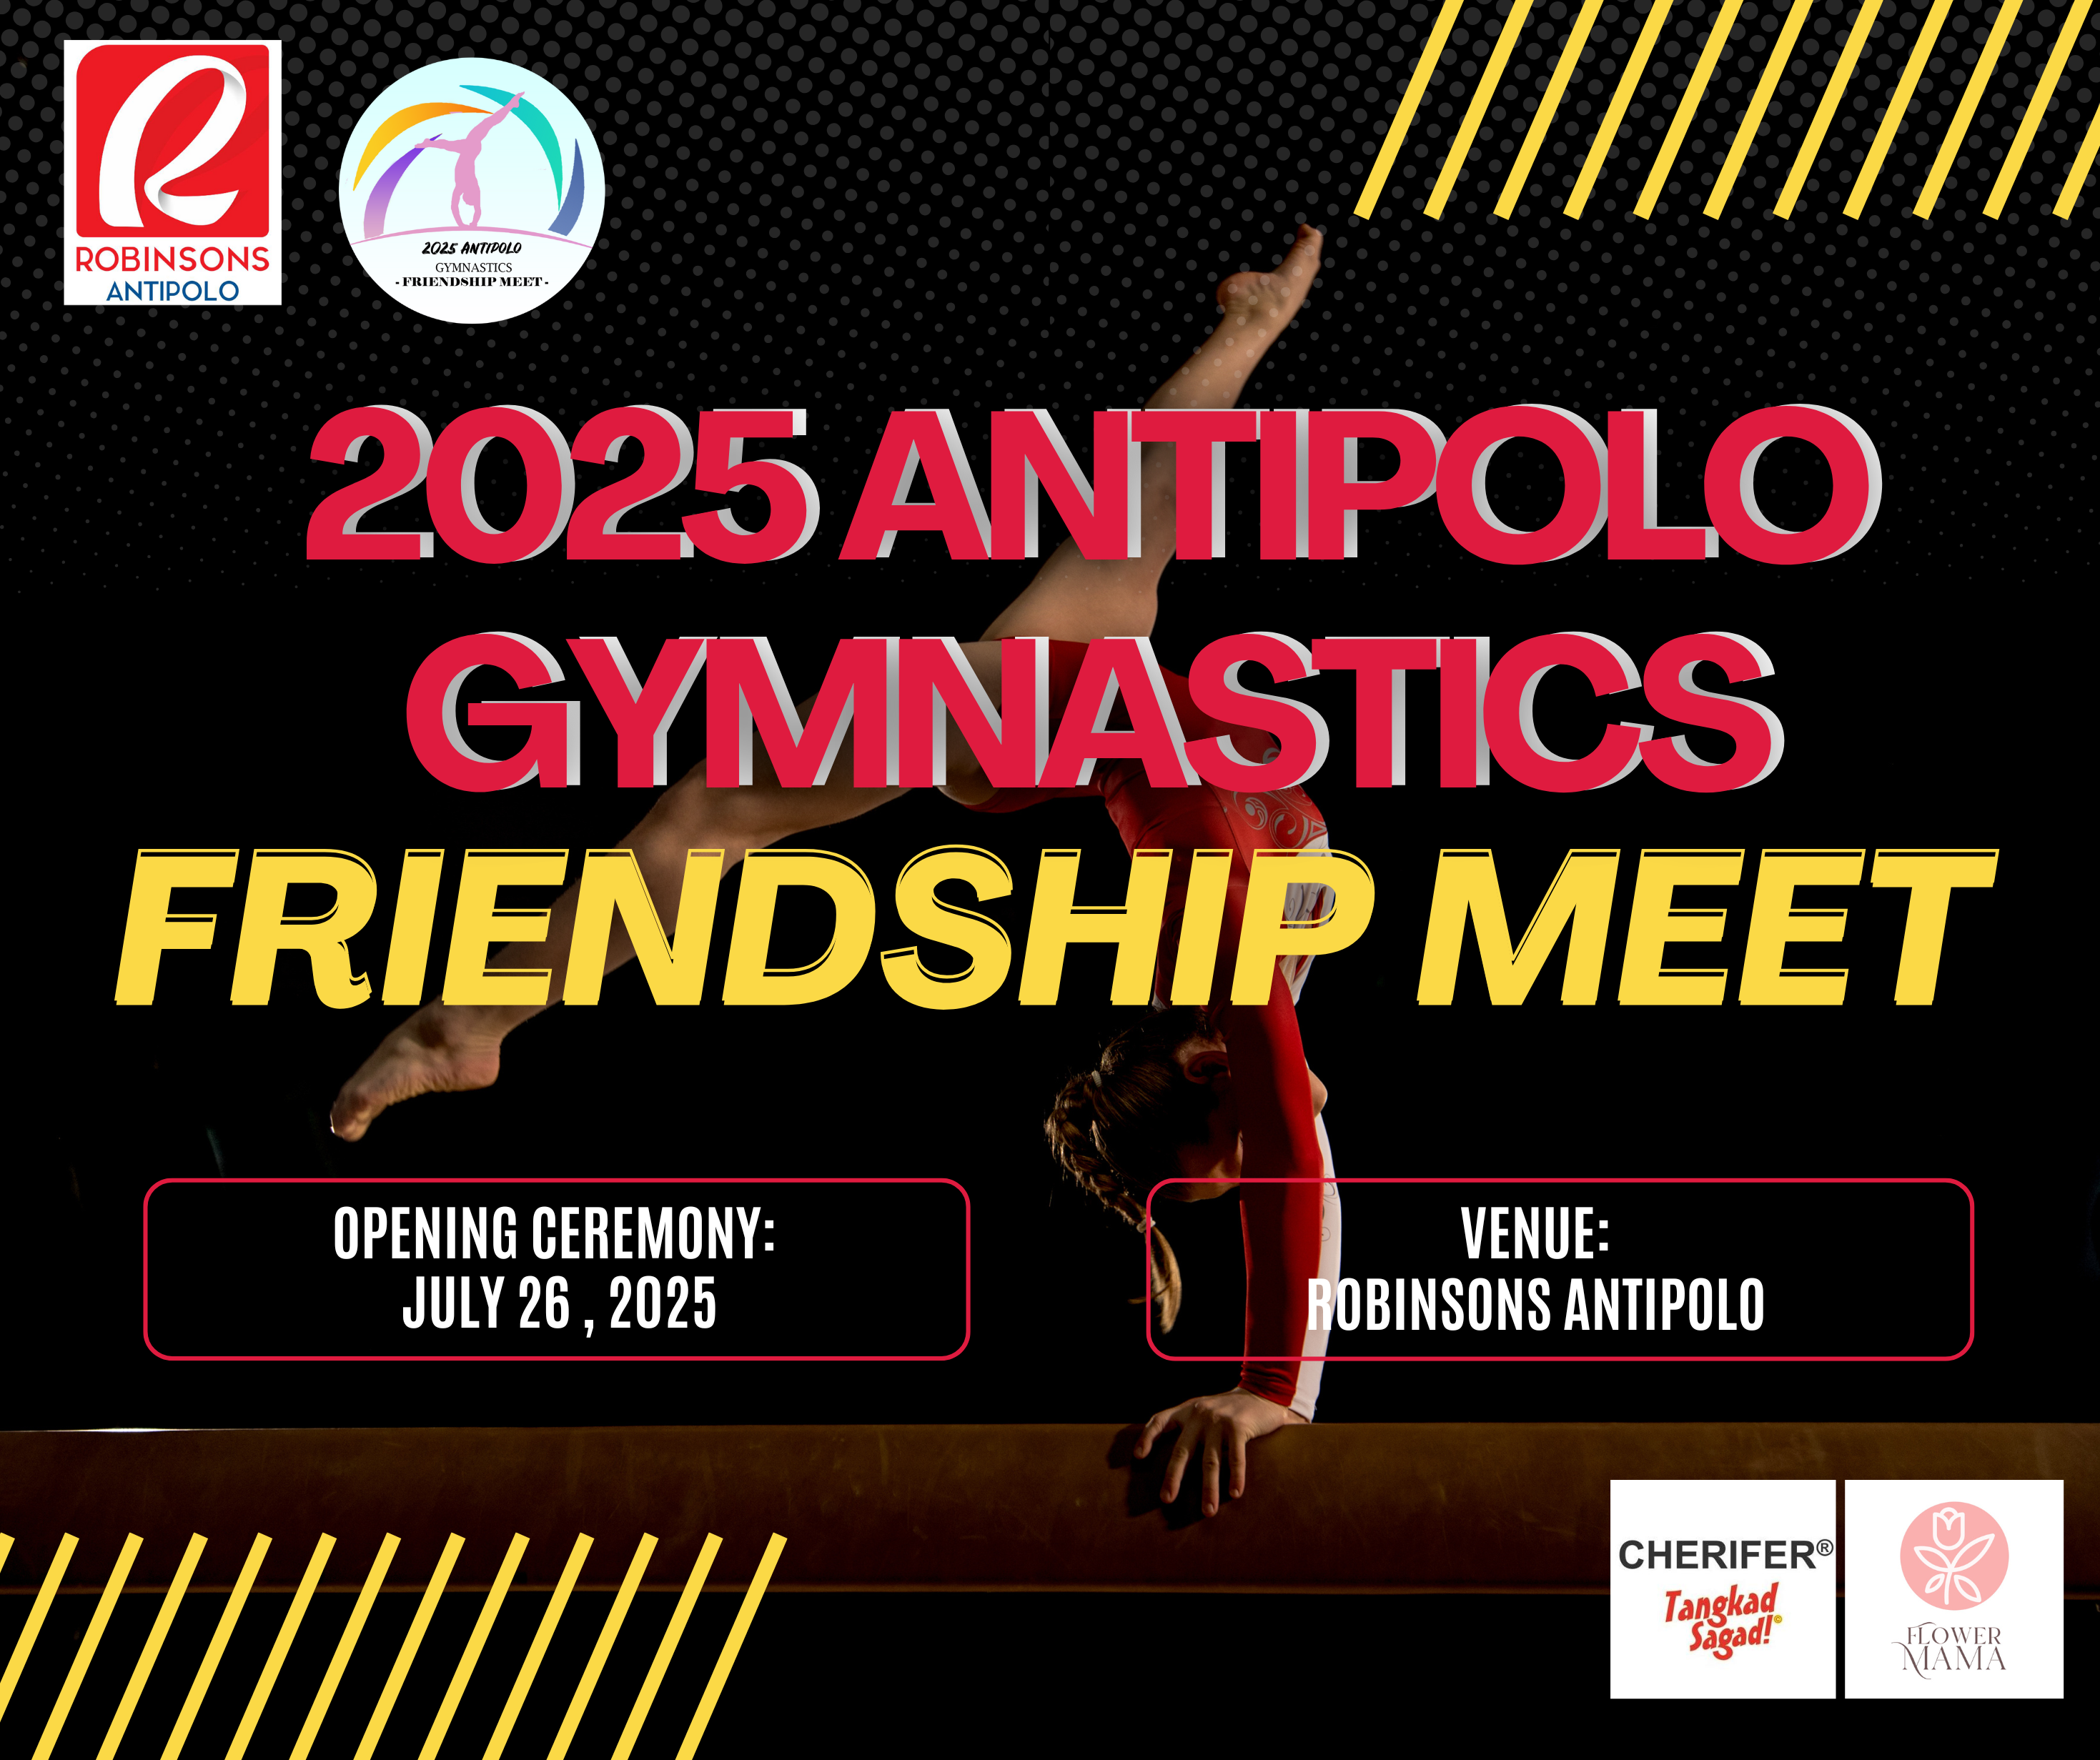 ROBINSONS
ANTIPOLO
2025 ANTIPOLO
GYMNASTICS
- FRIENDSHIP MEET -
2025 ANTIPOLO
GYMNASTICS
FRIENDSHIP MEET
OPENING CEREMONY:
JULY 26 , 2025
VENUE:
ROBINSONS ANTIPOLO
CHERIFER®
Tangkad
Sagad!©
FLOWER
MAMA